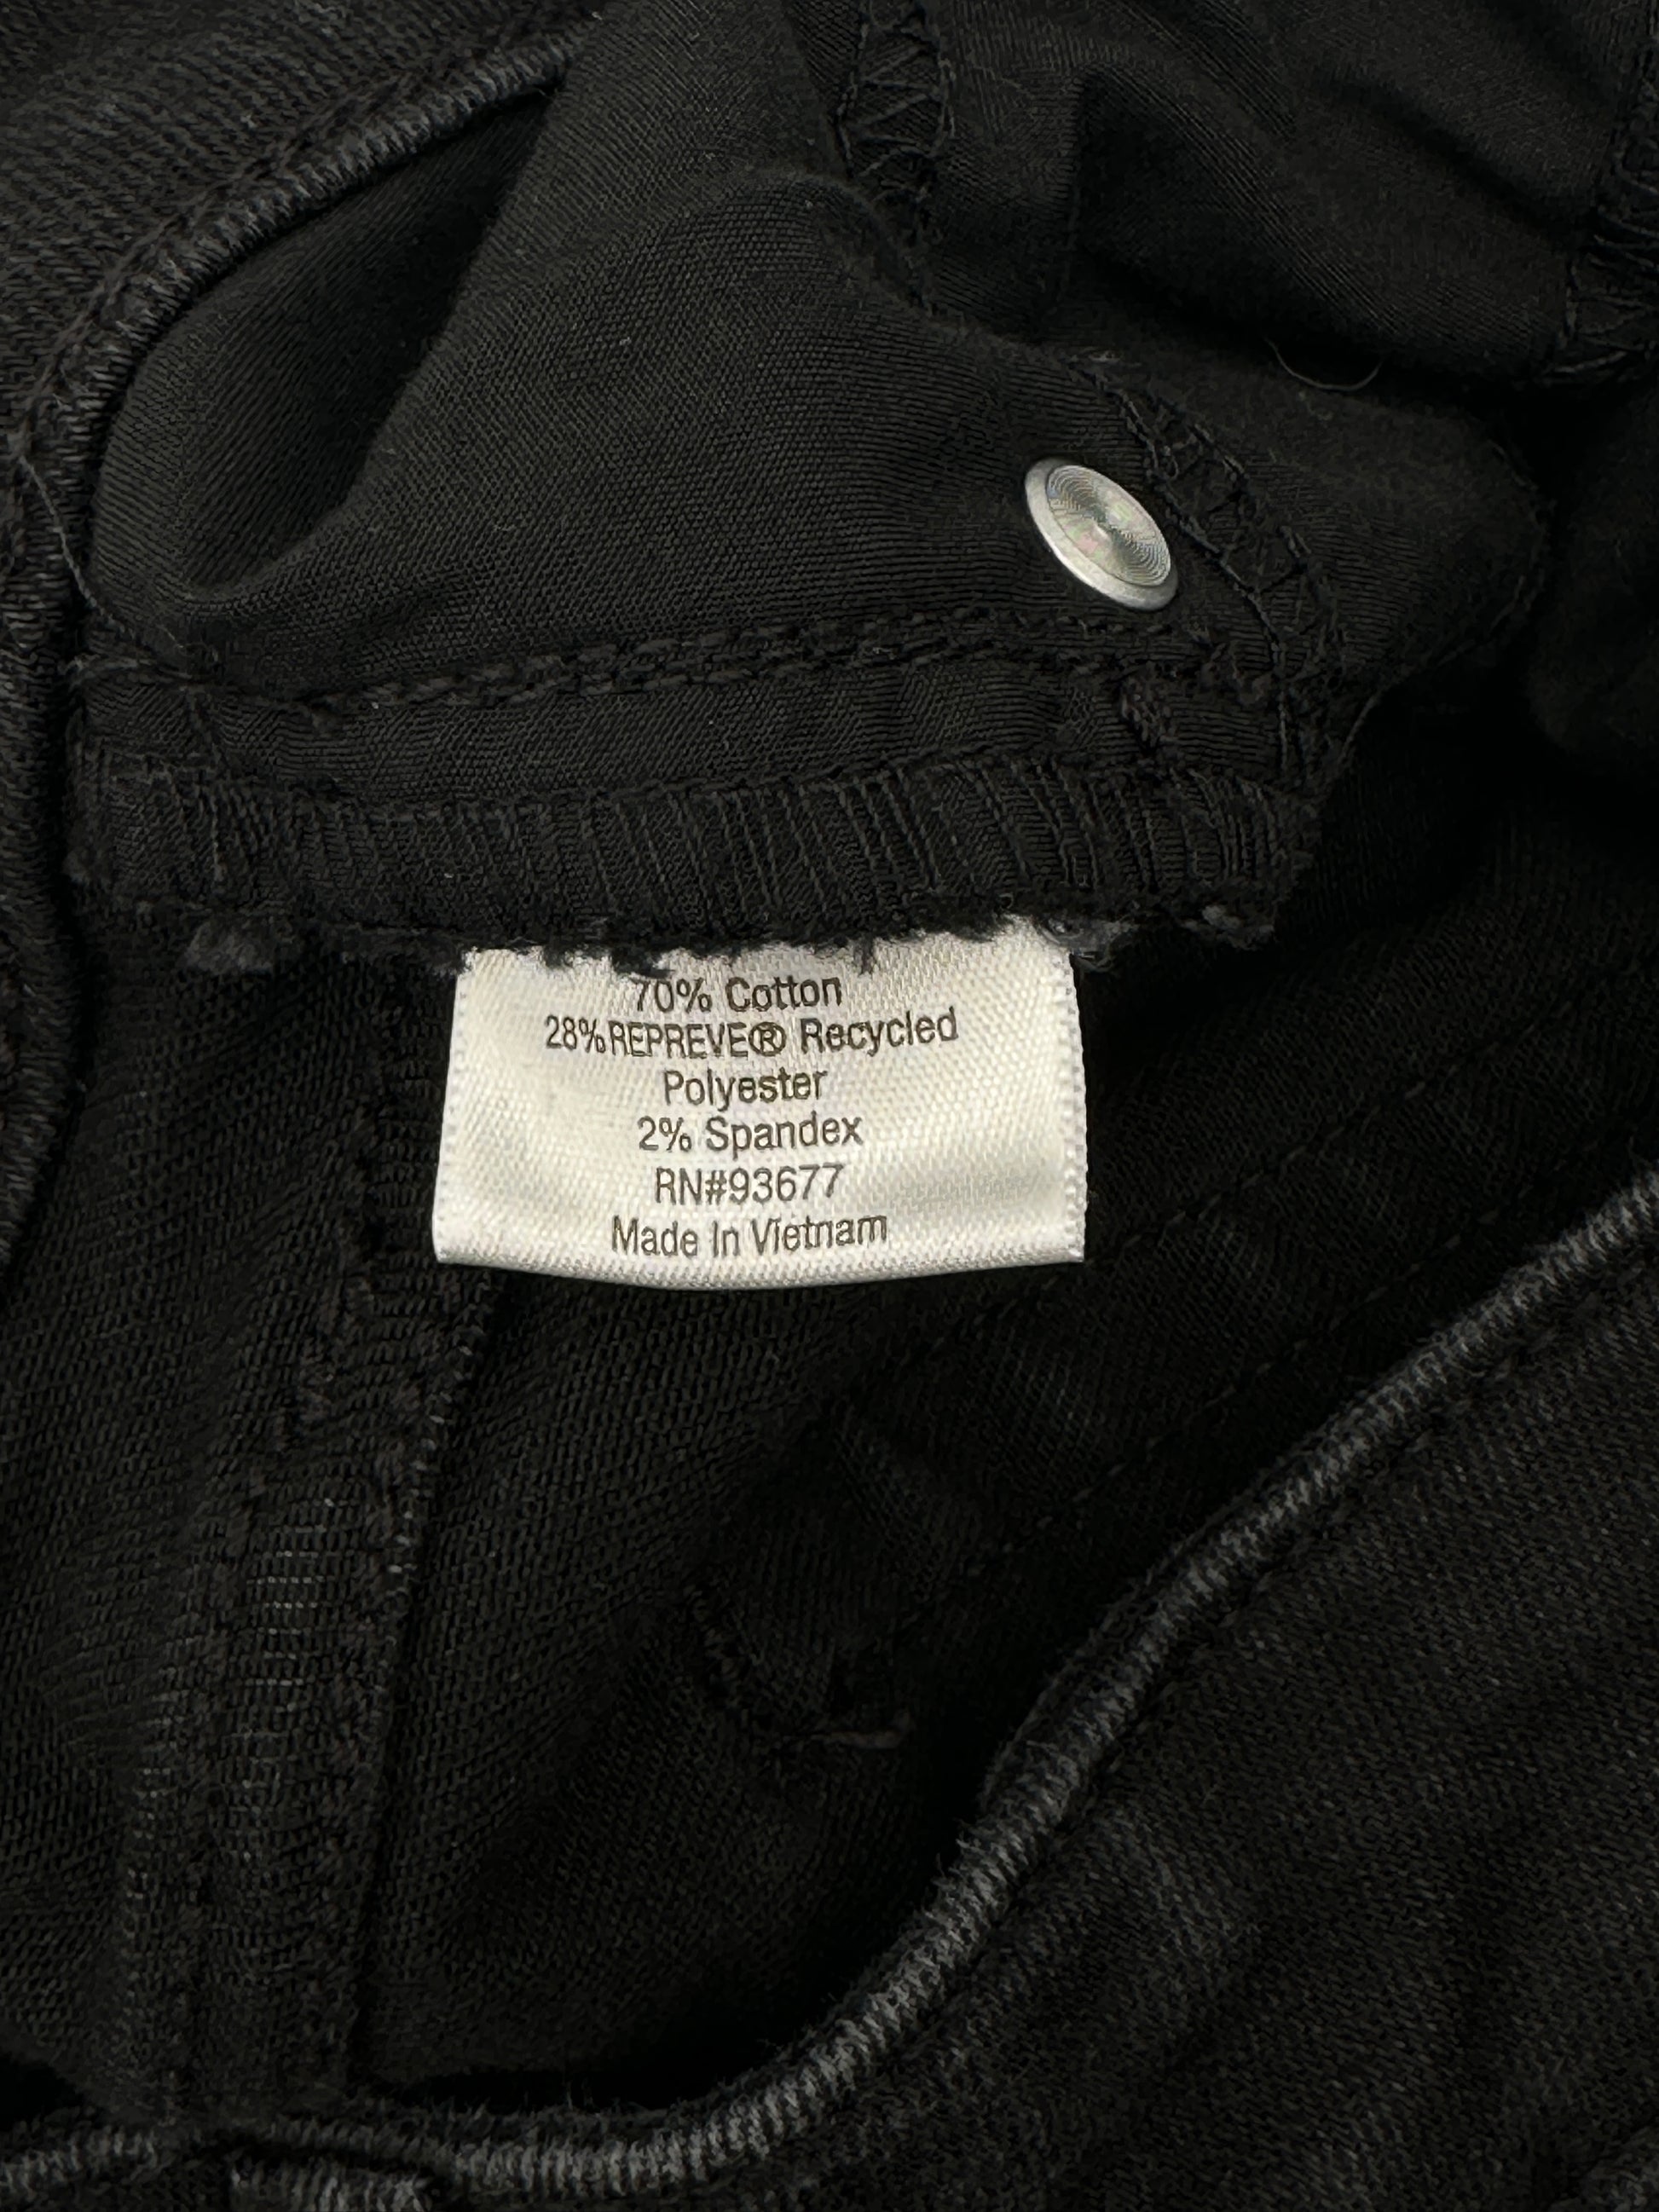 70% Cotton
28%REPREVE® Recycled
Polyester
2% Spandex
RN#93677
Made In Vietnam